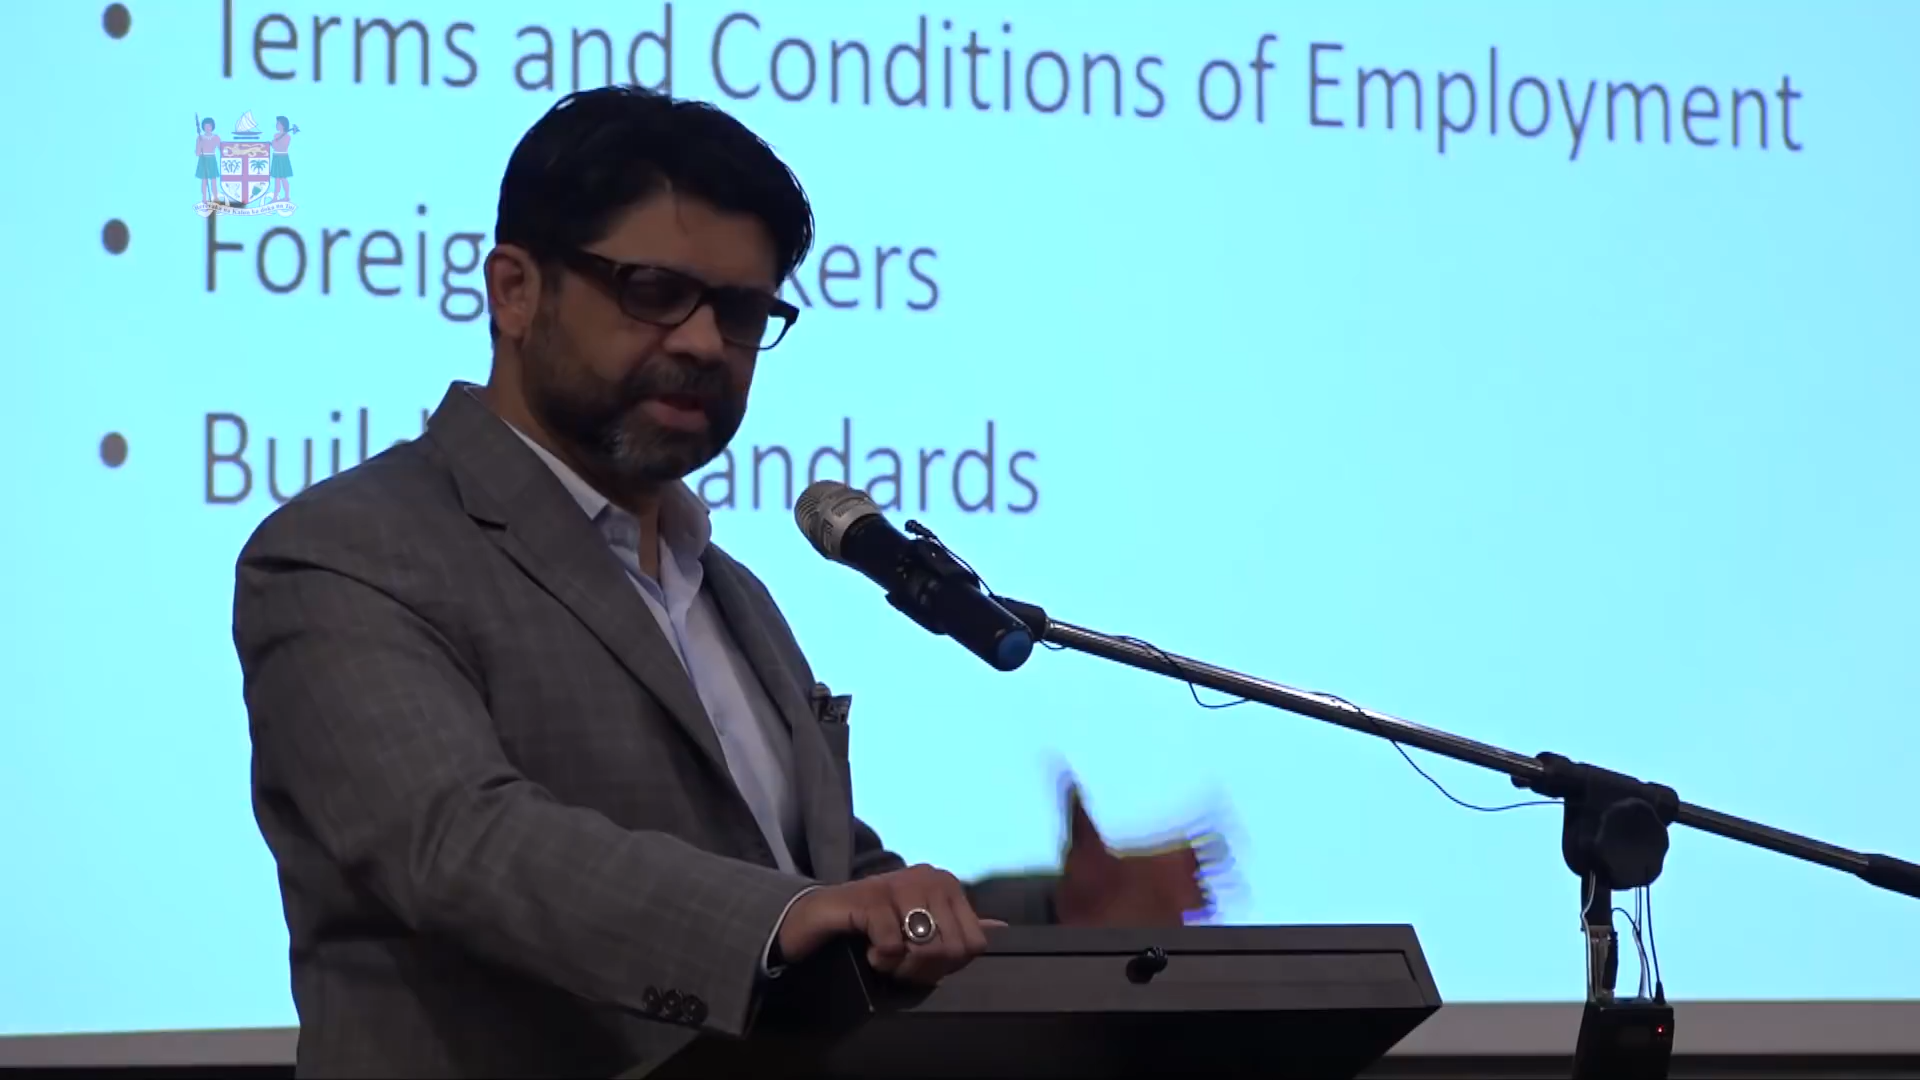 • Terms and Conditions of Employment
• Foreig kers
• Buil andards